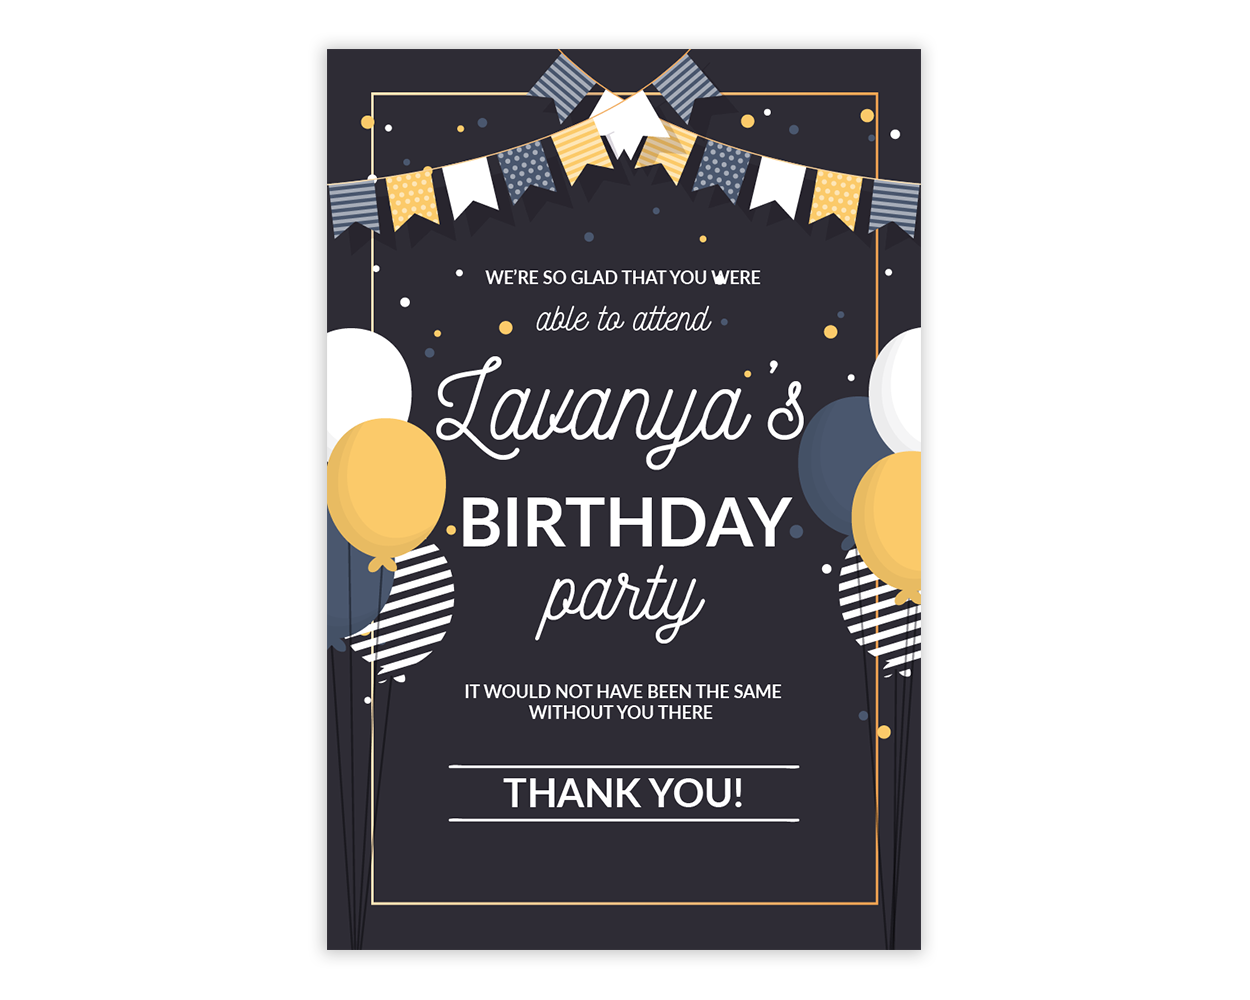 WE'RE SO GLAD THAT YOU WERE
able to attend
Lavanya's
BIRTHDAY
party
IT WOULD NOT HAVE BEEN THE SAME
WITHOUT YOU THERE
THANK YOU!